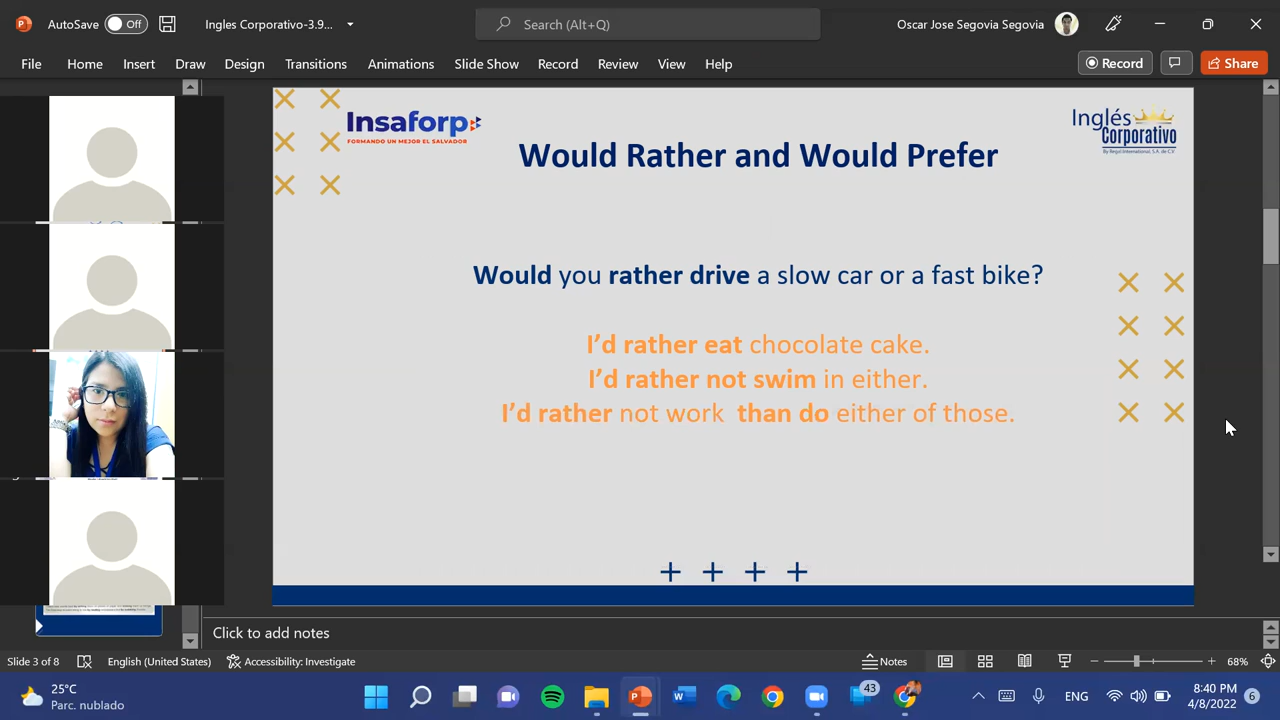 AutoSave Off Ingles Corporativo-3.9... Search (Alt+Q) Oscar Jose Segovia Segovia
File Home Insert Draw Design Transitions Animations Slide Show Record Review View Help Record Share
Insaforp
FORMANDO UN MEJOR EL SALVADOR
Inglés
Corporativo
By Regal International, S.A. de C.V.
Would Rather and Would Prefer
Would you rather drive a slow car or a fast bike?
I'd rather eat chocolate cake.
I'd rather not swim in either.
I'd rather not work than do either of those.
Click to add notes
Slide 3 of 8 English (United States) Accessibility: Investigate Notes 68%
25°C
Parc. nublado
43
ENG
8:40 PM
4/8/2022
6